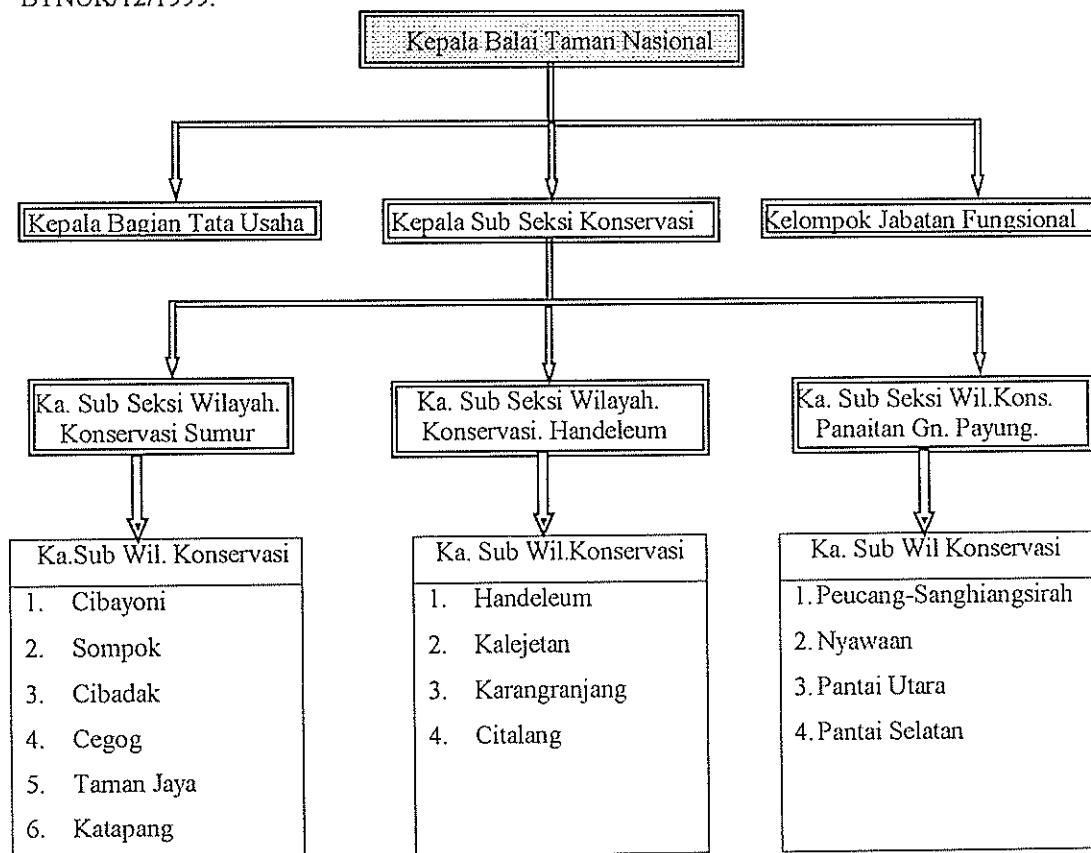 BTNUK/12/1999.
Kepala Balai Taman Nasional
Kepala Bagian Tata Usaha
Kepala Sub Seksi Konservasi
Kelompok Jabatan Fungsional
Ka. Sub Seksi Wilayah.
Konservasi Sumur
Ka. Sub Seksi Wilayah.
Konservasi. Handeleum
Ka. Sub Seksi Wil.Kons.
Panaitan Gn. Payung.
Ka.Sub Wil. Konservasi
1. Cibayoni
2. Sompok
3. Cibadak
4. Cegog
5. Taman Jaya
6. Katapang
Ka. Sub Wil.Konservasi
1. Handeleum
2. Kalejetan
3. Karangranjang
4. Citalang
Ka. Sub Wil Konservasi
1. Peucang-Sanghiangsirah
2. Nyawaan
3. Pantai Utara
4. Pantai Selatan